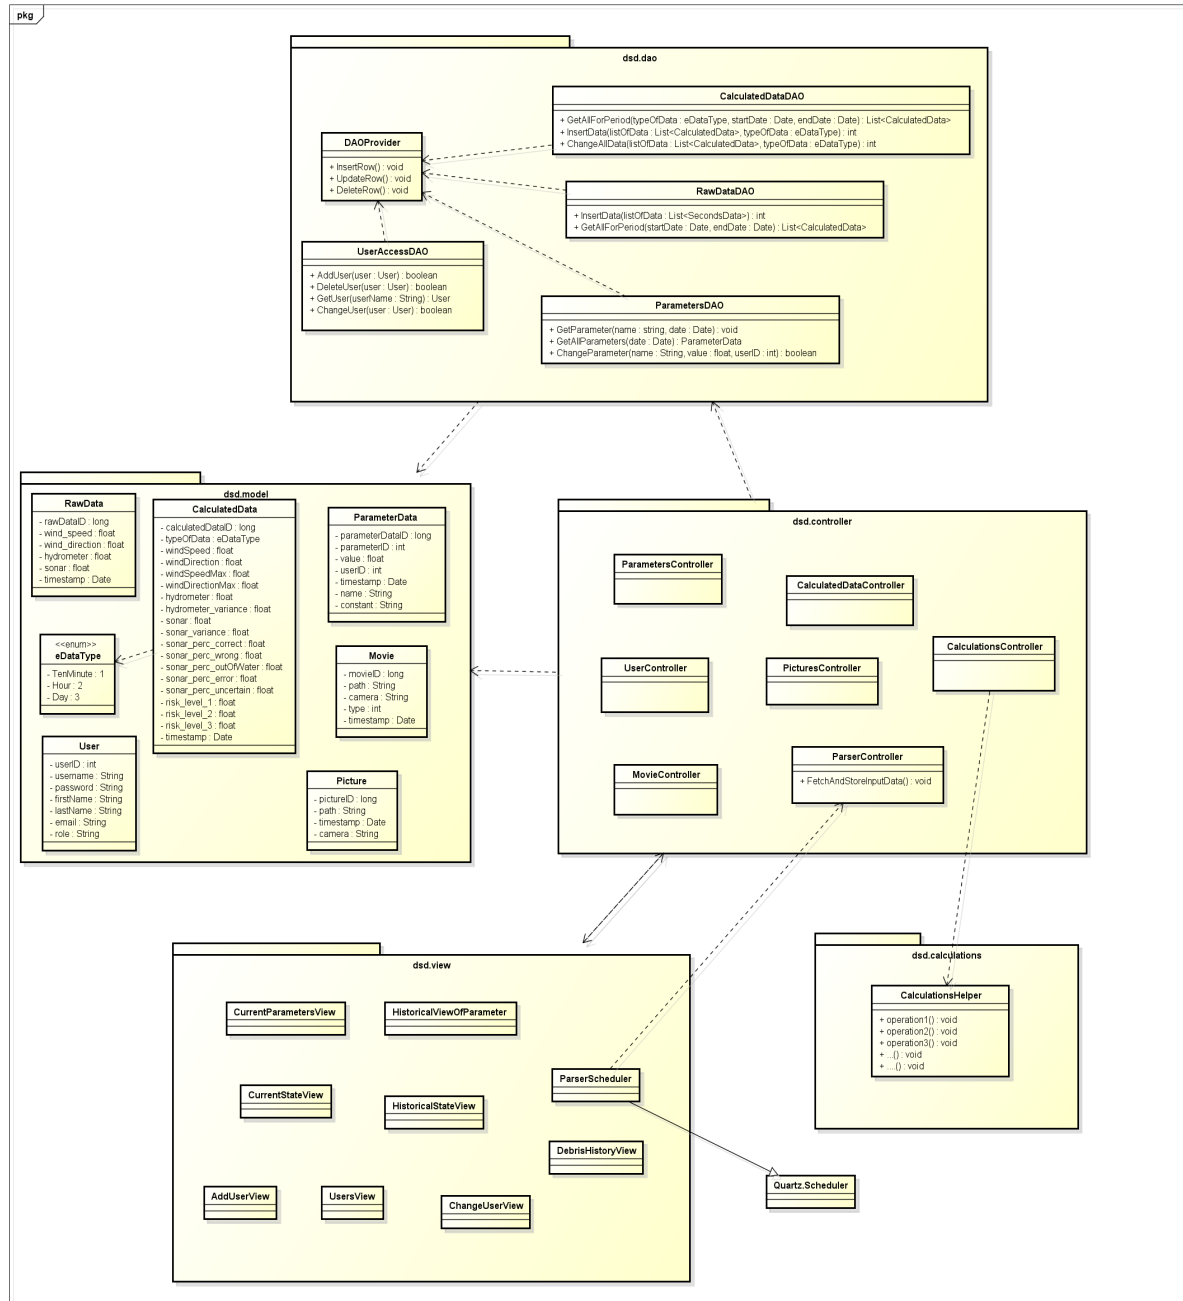 pkg
dsd.dao
CalculatedDataDAO
+ GetAllForPeriod(typeOfData : eDataType, startDate : Date, endDate : Date) : List<CalculatedData>
+ InsertData(listOfData : List<CalculatedData>, typeOfData : eDataType) : int
+ ChangeAllData(listOfData : List<CalculatedData>, typeOfData : eDataType) : int
DAOProvider
+ InsertRow() : void
+ UpdateRow() : void
+ DeleteRow() : void
RawDataDAO
+ InsertData(listOfData : List<SecondsData>) : int
+ GetAllForPeriod(startDate : Date, endDate : Date) : List<CalculatedData>
UserAccessDAO
+ AddUser(user : User) : boolean
+ DeleteUser(user : User) : boolean
+ GetUser(userName : String) : User
+ ChangeUser(user : User) : boolean
ParametersDAO
+ GetParameter(name : string, date : Date) : void
+ GetAllParameters(date : Date) : ParameterData
+ ChangeParameter(name : String, value : float, userID : int) : boolean
dsd.model
RawData
- rawDataID : long
- wind_speed : float
- wind_direction : float
- hydrometer : float
- sonar : float
- timestamp : Date
CalculatedData
- calculatedDataID : long
- typeOfData : eDataType
- windSpeed : float
- windDirection : float
- windSpeedMax : float
- windDirectionMax : float
- hydrometer : float
- hydrometer_variance : float
- sonar : float
- sonar_variance : float
- sonar_perc_correct : float
- sonar_perc_wrong : float
- sonar_perc_outOfWater : float
- sonar_perc_error : float
- sonar_perc_uncertain : float
- risk_level_1 : float
- risk_level_2 : float
- risk_level_3 : float
- timestamp : Date
ParameterData
- parameterDataID : long
- parameterID : int
- value : float
- userID : int
- timestamp : Date
- name : String
- constant : String
<<enum>>
eDataType
- TenMinute : 1
- Hour : 2
- Day : 3
Movie
- movieID : long
- path : String
- camera : String
- type : int
- timestamp : Date
User
- userID : int
- username : String
- password : String
- firstName : String
- lastName : String
- email : String
- role : String
Picture
- pictureID : long
- path : String
- timestamp : Date
- camera : String
dsd.controller
ParametersController
CalculatedDataController
CalculationsController
UserController
PicturesController
ParserController
+ FetchAndStoreInputData() : void
MovieController
dsd.view
CurrentParametersView
HistoricalViewOfParameter
ParserScheduler
CurrentStateView
HistoricalStateView
DebrisHistoryView
AddUserView
UsersView
ChangeUserView
dsd.calculations
CalculationsHelper
+ operation1() : void
+ operation2() : void
+ operation3() : void
+ ...() : void
+ ....() : void
Quartz.Scheduler